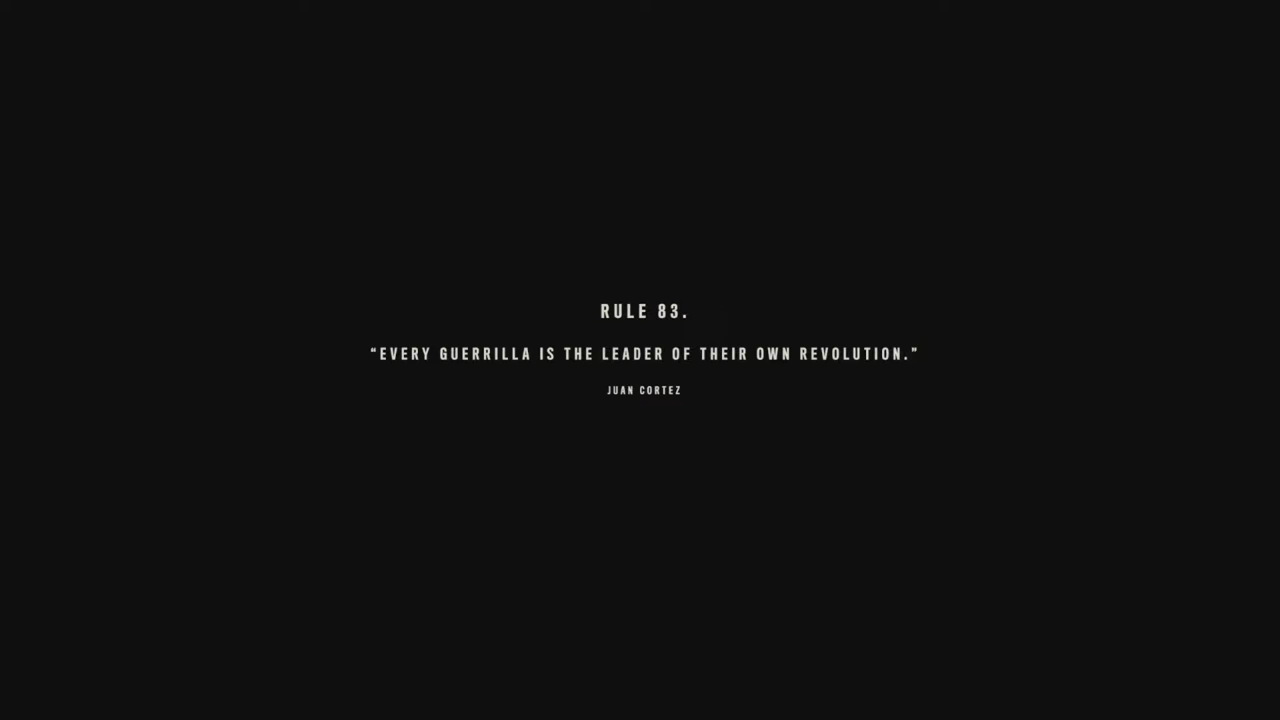 RULE 83.
“EVERY GUERRILLA IS THE LEADER OF THEIR OWN REVOLUTION.”
JUAN CORTEZ